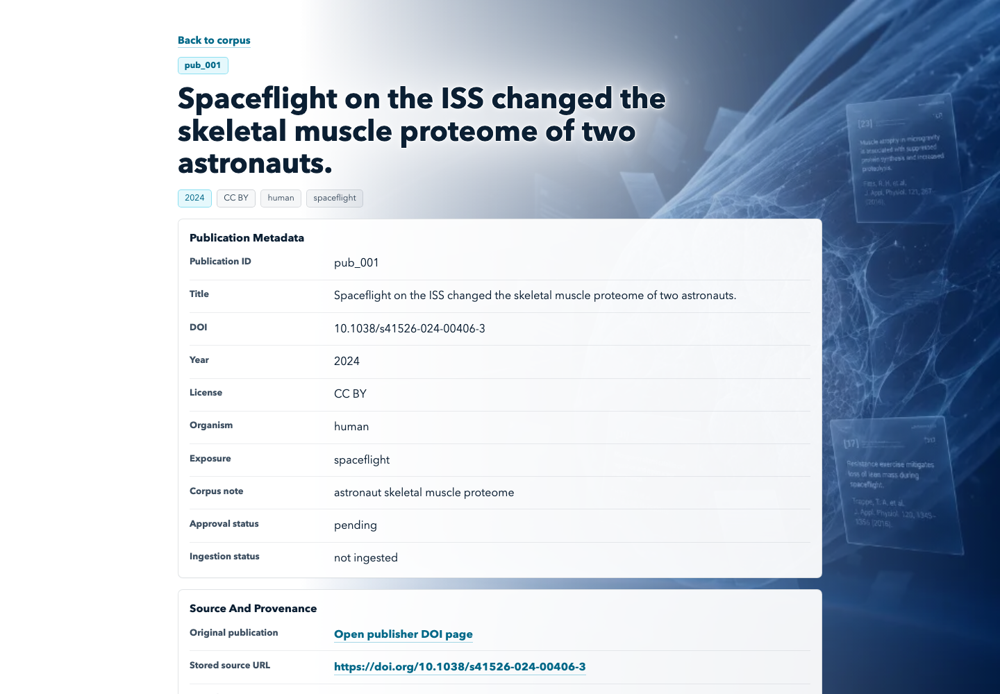 Back to corpus
pub_001
Spaceflight on the ISS changed the
skeletal muscle proteome of two
astronauts.
2024
CC BY
human
spaceflight
Publication Metadata
Publication ID
pub_001
Title
Spaceflight on the ISS changed the skeletal muscle proteome of two astronauts.
DOI
10.1038/s41526-024-00406-3
Year
2024
License
CC BY
Organism
human
Exposure
spaceflight
Corpus note
astronaut skeletal muscle proteome
Approval status
pending
Ingestion status
not ingested
Source And Provenance
Original publication
Open publisher DOI page
Stored source URL
https://doi.org/10.1038/s41526-024-00406-3
[23]
Muscle atrophy in microgravity
is associated with suppressed
protein synthesis and increased
proteolysis.
Fitts, R. H. et al.
J. Appl. Physiol. 121, 267–
(2014).
[17]
Resistance exercise mitigates
loss of lean mass during
spaceflight.
Trappe, T. A. et al.
J. Appl. Physiol. 120, 1345–
1356 (2016).